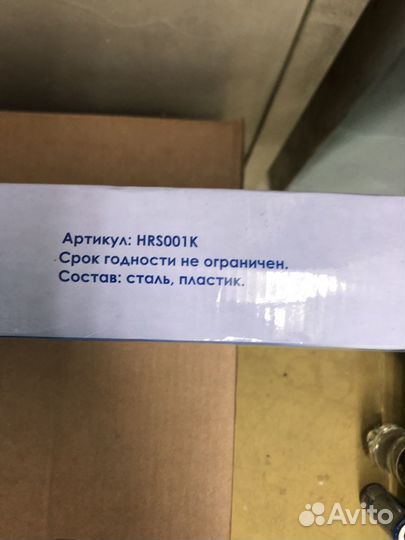 Артикул: HRS001K
Срок годности не ограничен.
Состав: сталь, пластик.
Avito